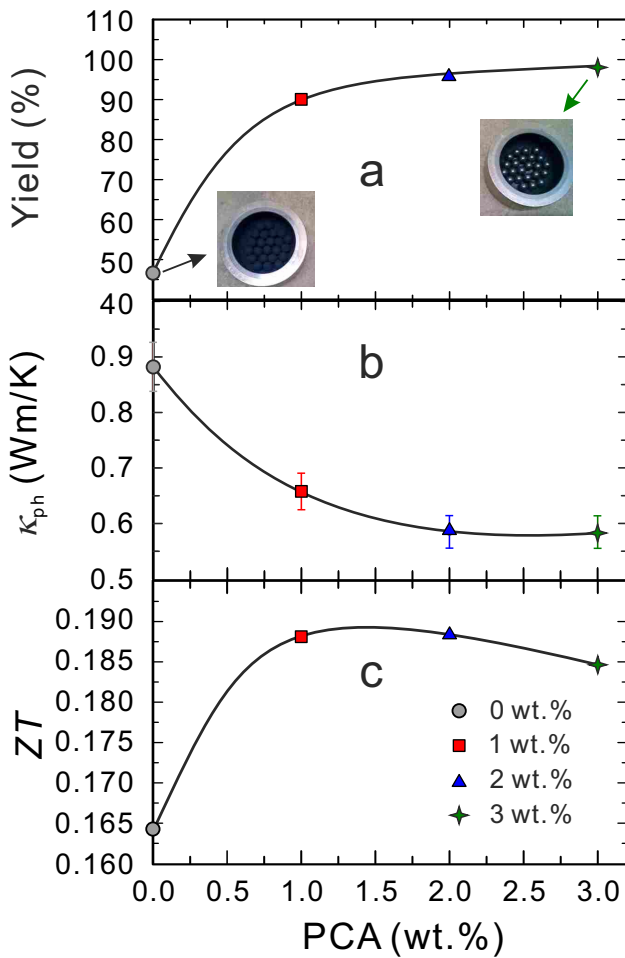 110
100
90
80
70
60
50
40
Yield (%)
a
0.9
0.8
0.7
0.6
0.5
κph (Wm/K)
b
0.190
0.185
0.180
0.175
0.170
0.165
0.160
ZT
c
0 wt.%
1 wt.%
2 wt.%
3 wt.%
0.0 0.5 1.0 1.5 2.0 2.5 3.0
PCA (wt.%)